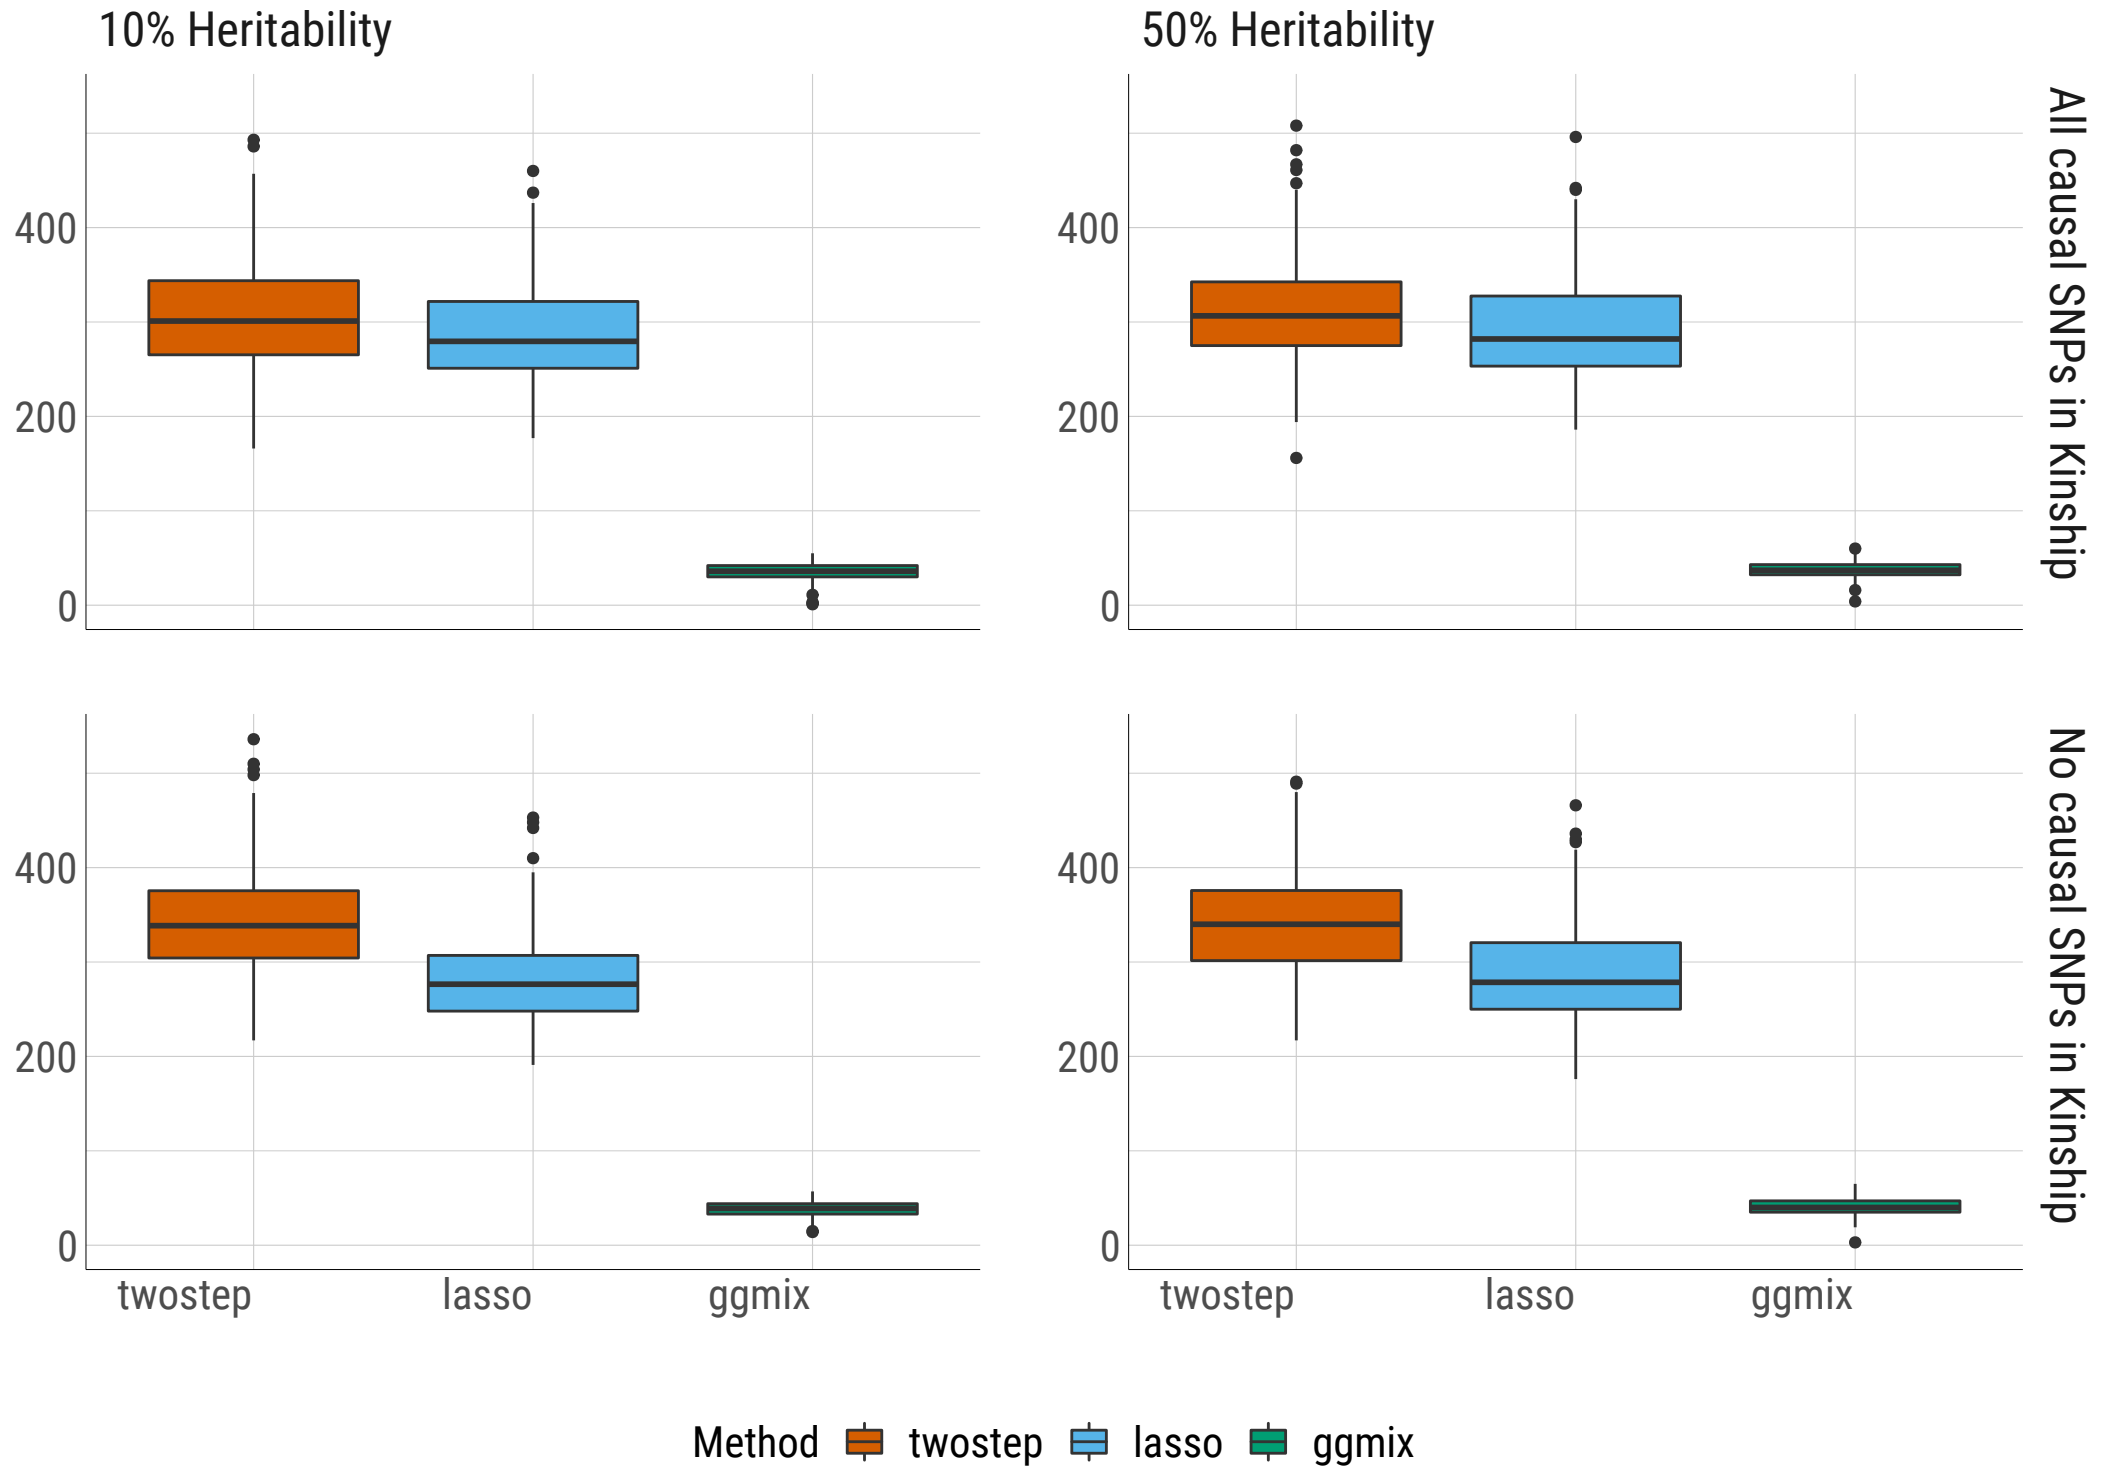 10% Heritability
50% Heritability
400
200
0
400
200
0
All causal SNPs in Kinship
400
200
0
400
200
0
No causal SNPs in Kinship
twostep lasso ggmix
twostep lasso ggmix
Method twostep lasso ggmix